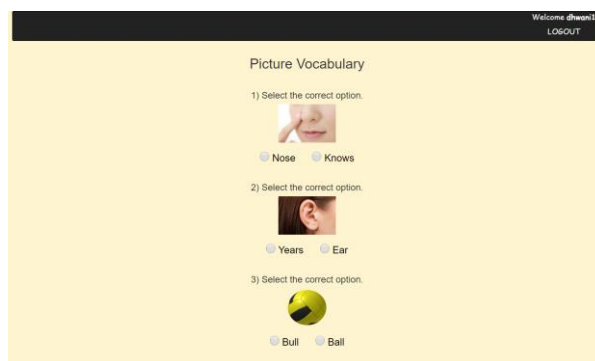 Welcome dhwani1
LOGOUT
Picture Vocabulary
1) Select the correct option.
Nose Knows
2) Select the correct option.
Years Ear
3) Select the correct option.
Bull Ball